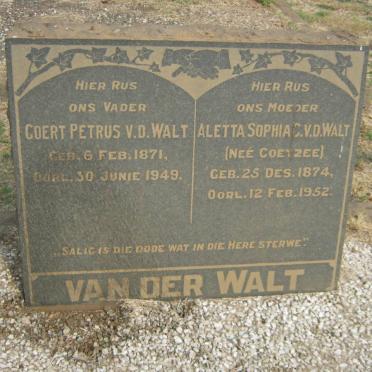 HIER RUS
ONS VADER
COERT PETRUS V.D. WALT
GEB. 6 FEB. 1871,
OORL. 30 JUNIE 1949.
HIER RUS
ONS MOEDER
ALETTA SOPHIA C. V.D. WALT
(NEÉ COETZEE)
GEB. 25 DES. 1874,
OORL. 12 FEB. 1952.
„SALIG IS DIE DODE WAT IN DIE HERE STERWE".
VAN DER WALT